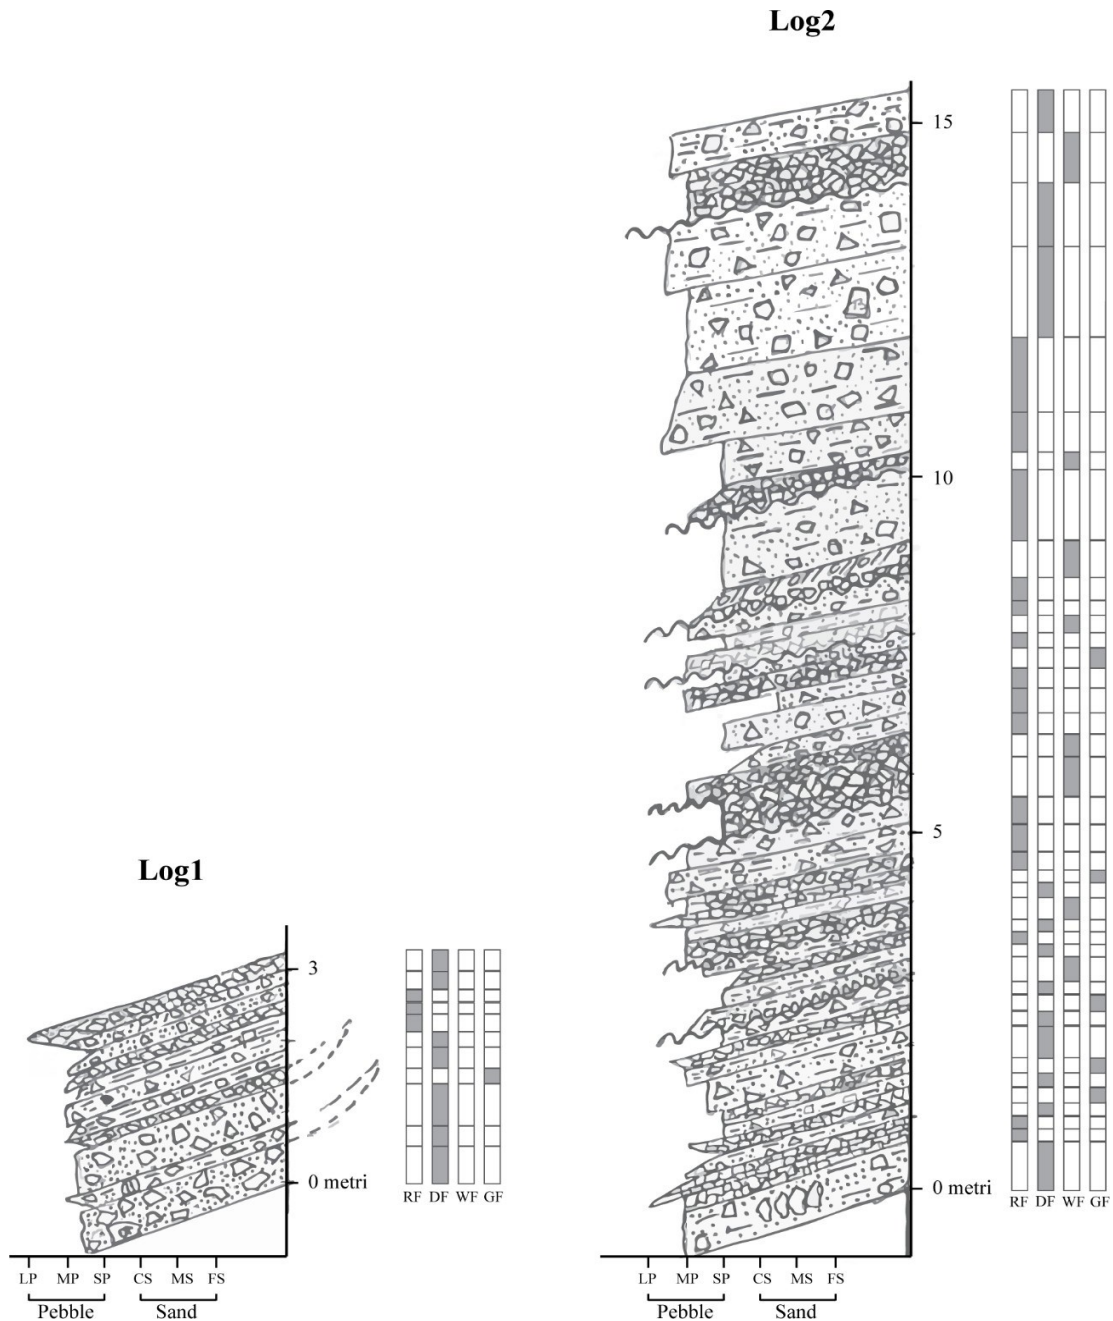 Log2
15
10
5
0 metri
RF DF WF GF
LP MP SP CS MS FS
Pebble Sand
Log1
3
0 metri
RF DF WF GF
LP MP SP CS MS FS
Pebble Sand